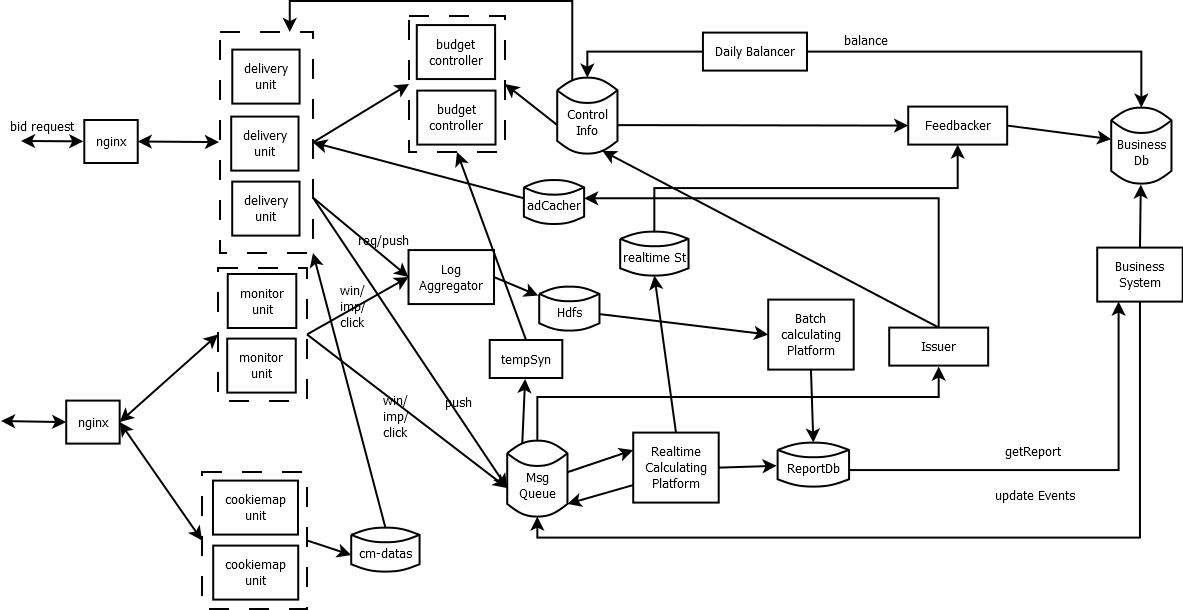 budget
controller
Daily Balancer
balance
delivery
unit
budget
controller
Control
Info
Feedbacker
bid request
nginx
delivery
unit
Business
Db
delivery
unit
adCacher
req/push
Log
Aggregator
realtime St
Business
System
monitor
unit
win/
imp/
click
Hdfs
Batch
calculating
Platform
Issuer
monitor
unit
tempSyn
nginx
win/
imp/
click
push
Msg
Queue
Realtime
Calculating
Platform
ReportDb
getReport
update Events
cookiemap
unit
cm-datas
cookiemap
unit